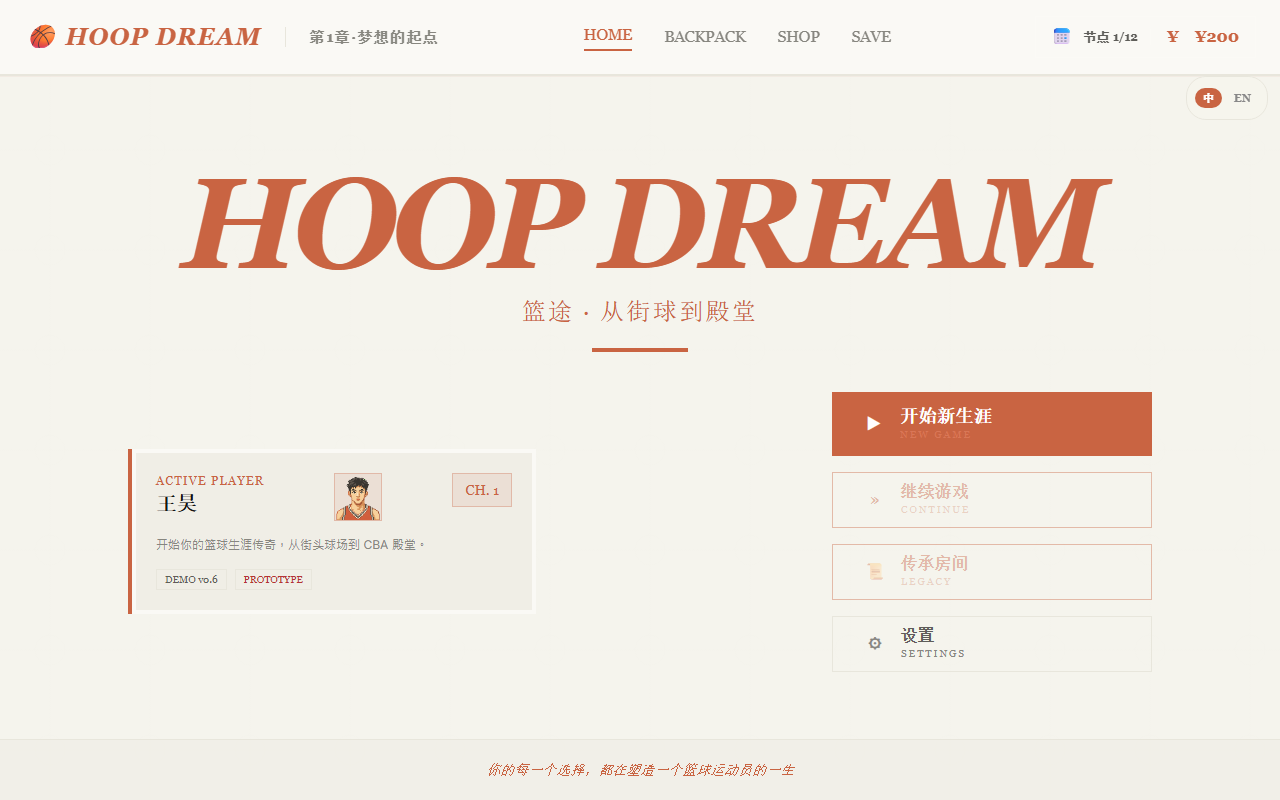 HOOP DREAM
第1章·梦想的起点
HOME
BACKPACK
SHOP
SAVE
节点 1/12
¥
¥200
中
EN
HOOP DREAM
篮途 · 从街球到殿堂
ACTIVE PLAYER
王昊
CH. 1
开始你的篮球生涯传奇，从街头球场到 CBA 殿堂。
DEMO v0.6
PROTOTYPE
▶
开始新生涯
NEW GAME
»
继续游戏
CONTINUE
传承房间
LEGACY
设置
SETTINGS
你的每一个选择，都在塑造一个篮球运动员的一生